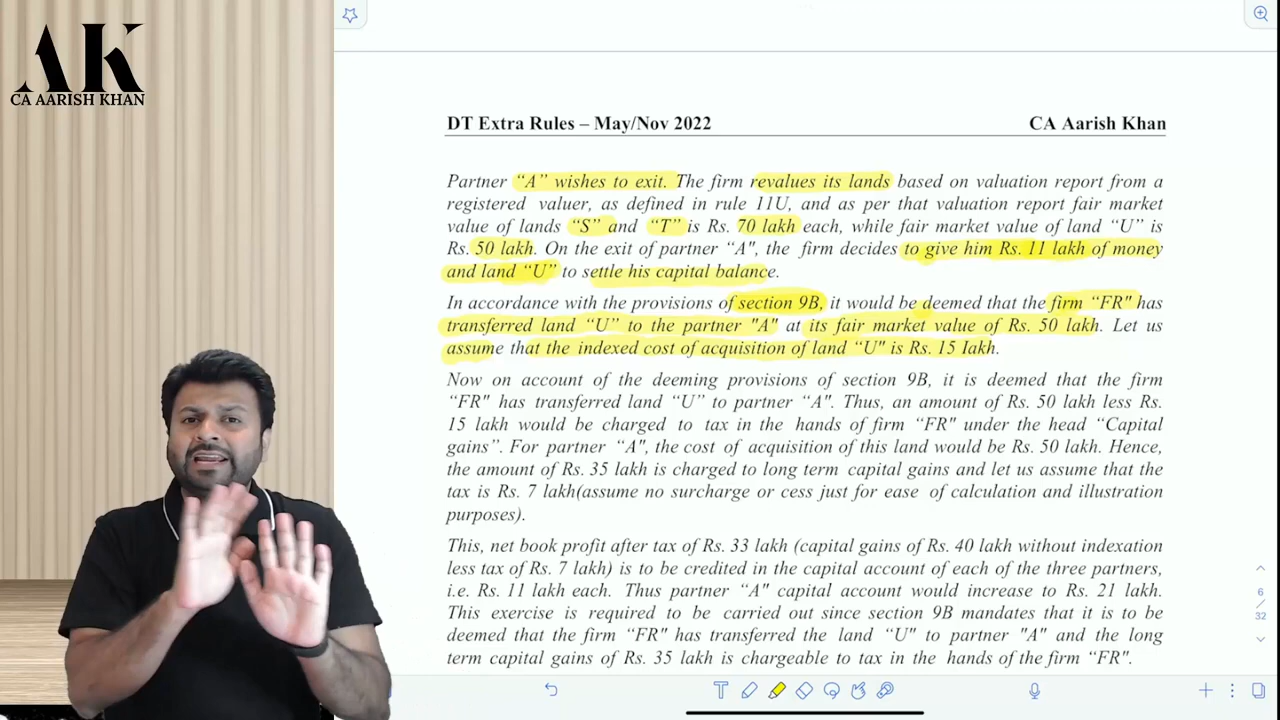 AK
CA AARISH KHAN
DT Extra Rules – May/Nov 2022 CA Aarish Khan
Partner “A” wishes to exit. The firm revalues its lands based on valuation report from a
registered valuer, as defined in rule 11U, and as per that valuation report fair market
value of lands “S” and “T” is Rs. 70 lakh each, while fair market value of land “U” is
Rs. 50 lakh. On the exit of partner “A", the firm decides to give him Rs. 11 lakh of money
and land “U” to settle his capital balance.
In accordance with the provisions of section 9B, it would be deemed that the firm “FR" has
transferred land “U” to the partner "A" at its fair market value of Rs. 50 lakh. Let us
assume that the indexed cost of acquisition of land “U" is Rs. 15 lakh.
Now on account of the deeming provisions of section 9B, it is deemed that the firm
“FR" has transferred land “U” to partner “A". Thus, an amount of Rs. 50 lakh less Rs.
15 lakh would be charged to tax in the hands of firm “FR" under the head “Capital
gains”. For partner “A", the cost of acquisition of this land would be Rs. 50 lakh. Hence,
the amount of Rs. 35 lakh is charged to long term capital gains and let us assume that the
tax is Rs. 7 lakh(assume no surcharge or cess just for ease of calculation and illustration
purposes).
This, net book profit after tax of Rs. 33 lakh (capital gains of Rs. 40 lakh without indexation
less tax of Rs. 7 lakh) is to be credited in the capital account of each of the three partners,
i.e. Rs. 11 lakh each. Thus partner “A" capital account would increase to Rs. 21 lakh.
This exercise is required to be carried out since section 9B mandates that it is to be
deemed that the firm “FR" has transferred the land “U" to partner "A" and the long
term capital gains of Rs. 35 lakh is chargeable to tax in the hands of the firm “FR".
6
32